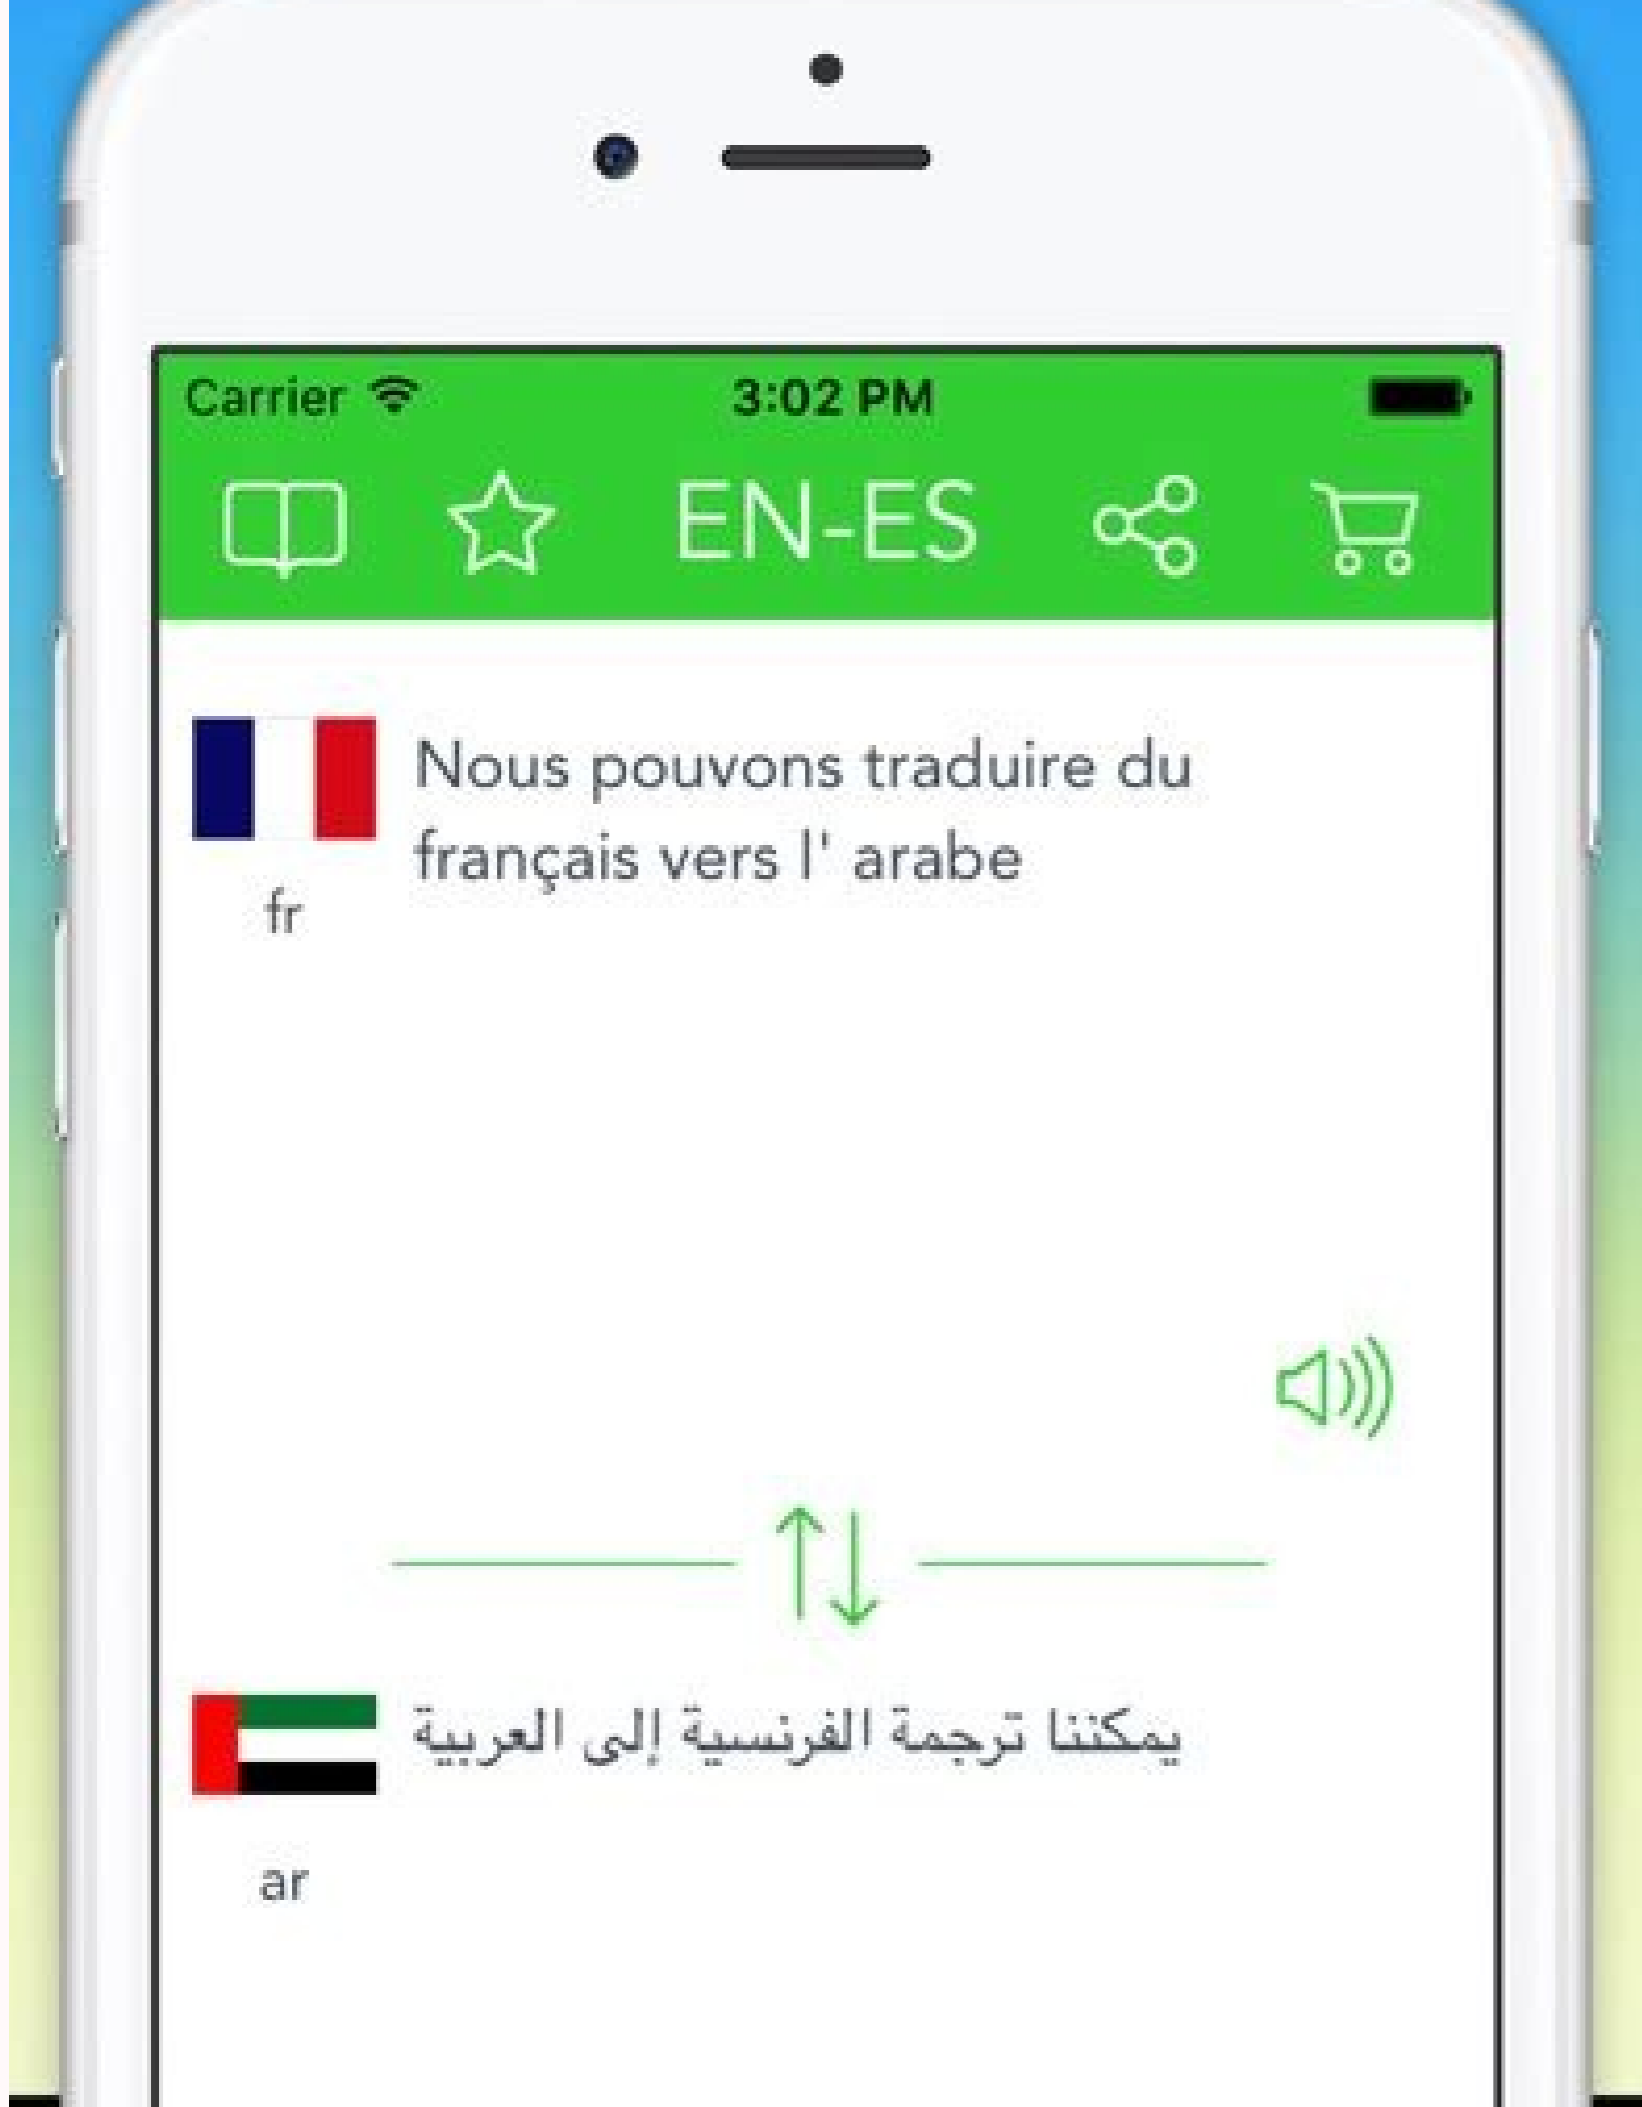 Carrier 3:02 PM
EN-ES
Nous pouvons traduire du
français vers l' arabe
fr
يمكننا ترجمة الفرنسية إلى العربية
ar